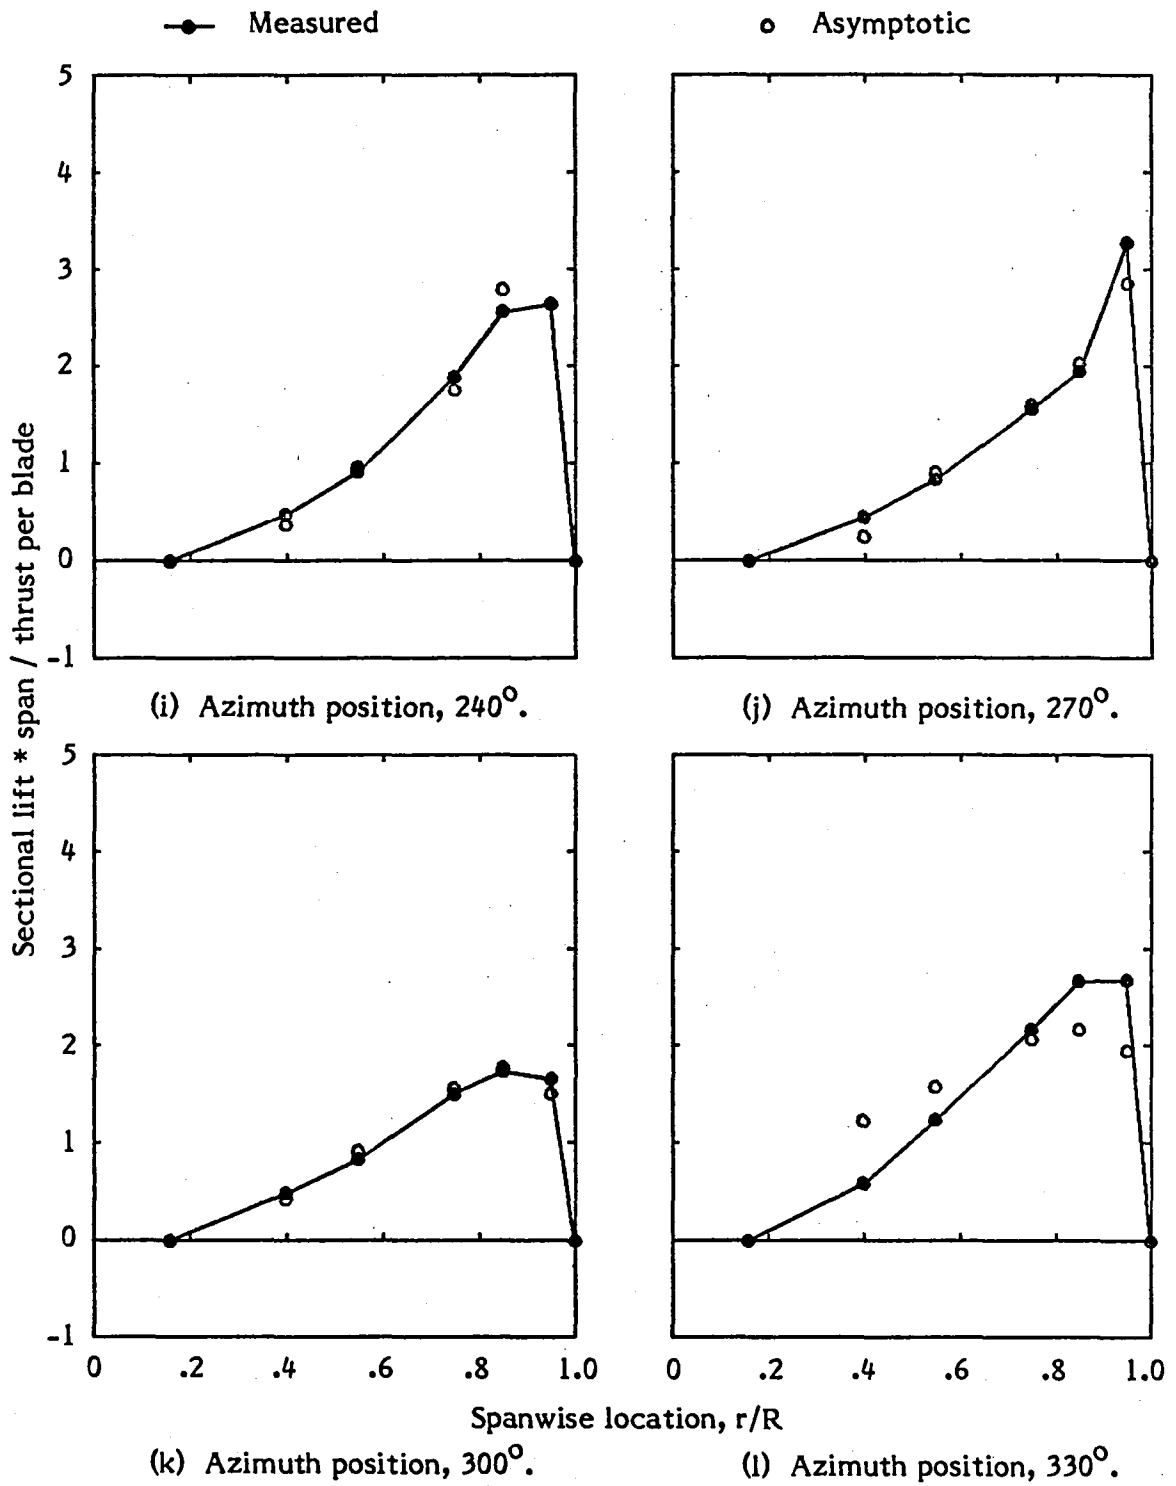 Measured
Asymptotic
5
4
3
2
1
0
-1
(i) Azimuth position, 240°.
(j) Azimuth position, 270°.
Sectional lift * span / thrust per blade
5
4
3
2
1
0
-1
0 .2 .4 .6 .8 1.0
0 .2 .4 .6 .8 1.0
Spanwise location, r/R
(k) Azimuth position, 300°.
(l) Azimuth position, 330°.